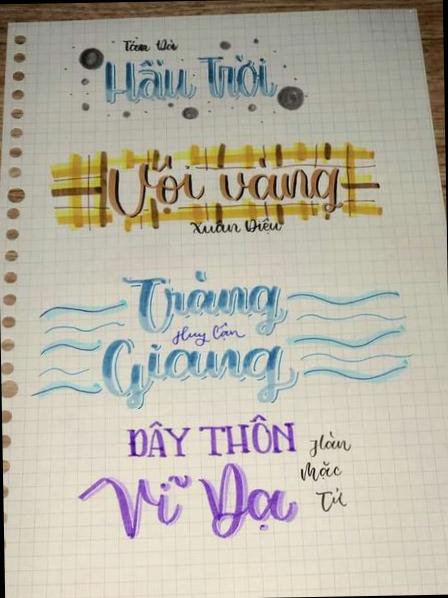 Tản Đà
Hầu Trời
Vội vàng
Xuân Diệu
Tràng
Huy Cận
Giang
ĐÂY THÔN
Vĩ Dạ
Hàn
Mặc
Tử